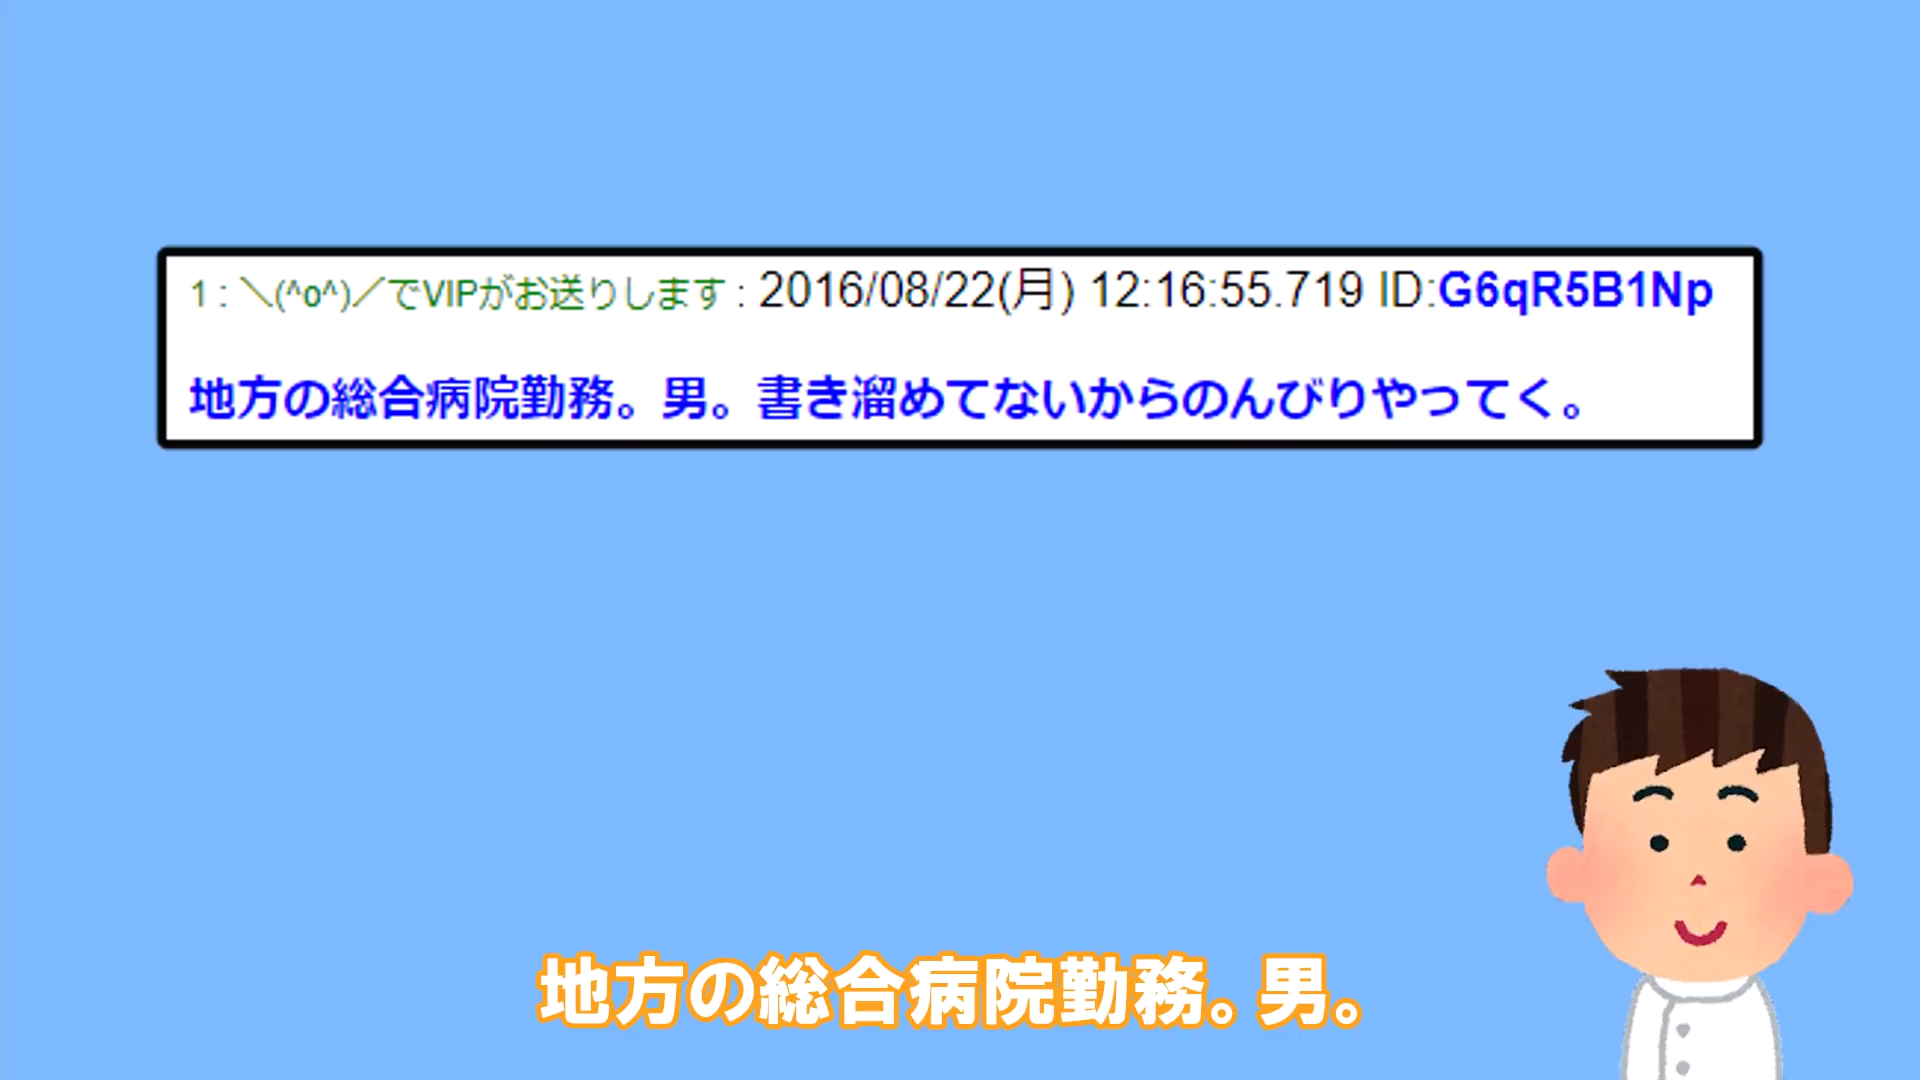 1 : ＼(^o^)／でVIPがお送りします : 2016/08/22(月) 12:16:55.719 ID:G6qR5B1Np
地方の総合病院勤務。男。書き溜めてないからのんびりやってく。
地方の総合病院勤務。男。